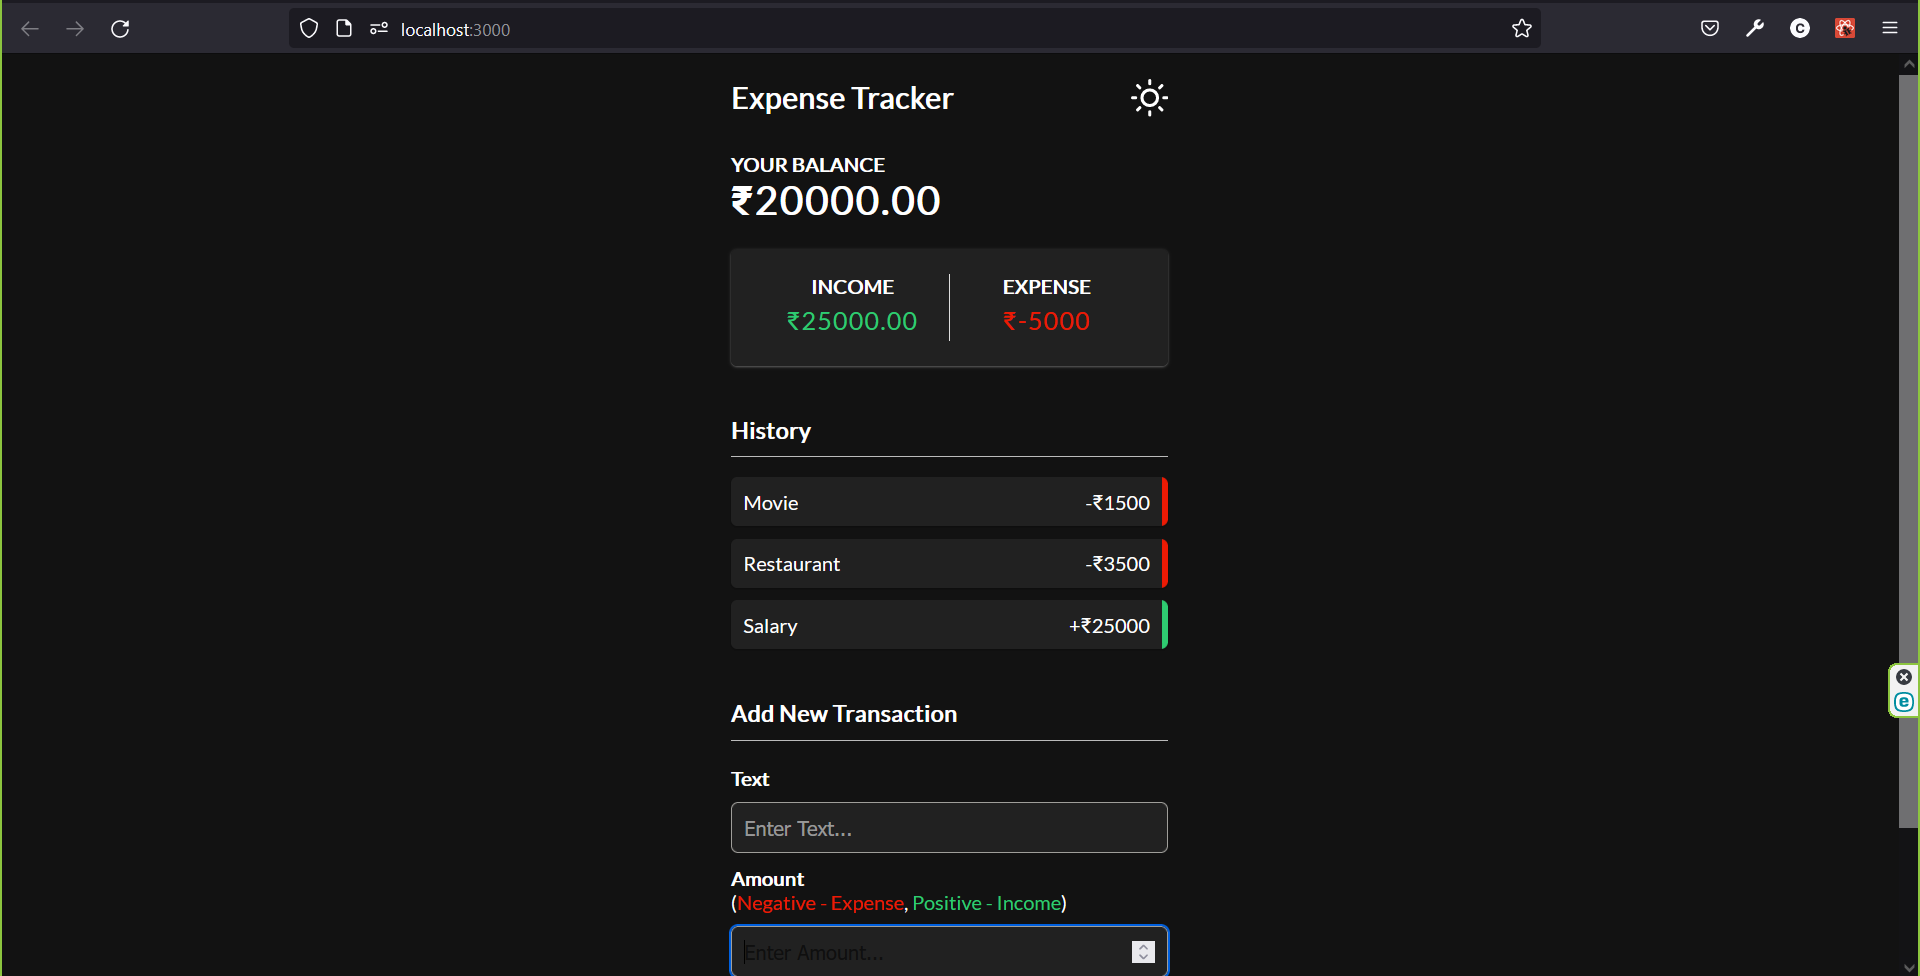 localhost:3000
Expense Tracker
YOUR BALANCE
₹20000.00
INCOME EXPENSE
₹25000.00 ₹-5000
History
Movie -₹1500
Restaurant -₹3500
Salary +₹25000
Add New Transaction
Text
Enter Text...
Amount
(Negative - Expense, Positive - Income)
Enter Amount...